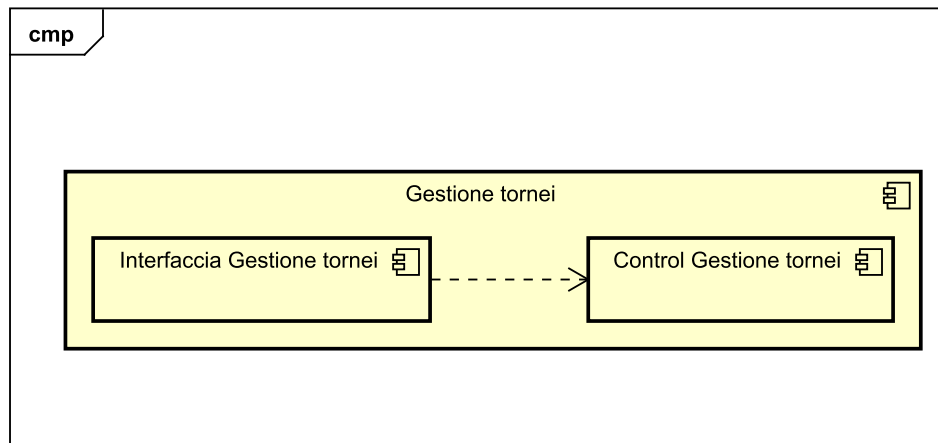 cmp
Gestione tornei
Interfaccia Gestione tornei
Control Gestione tornei